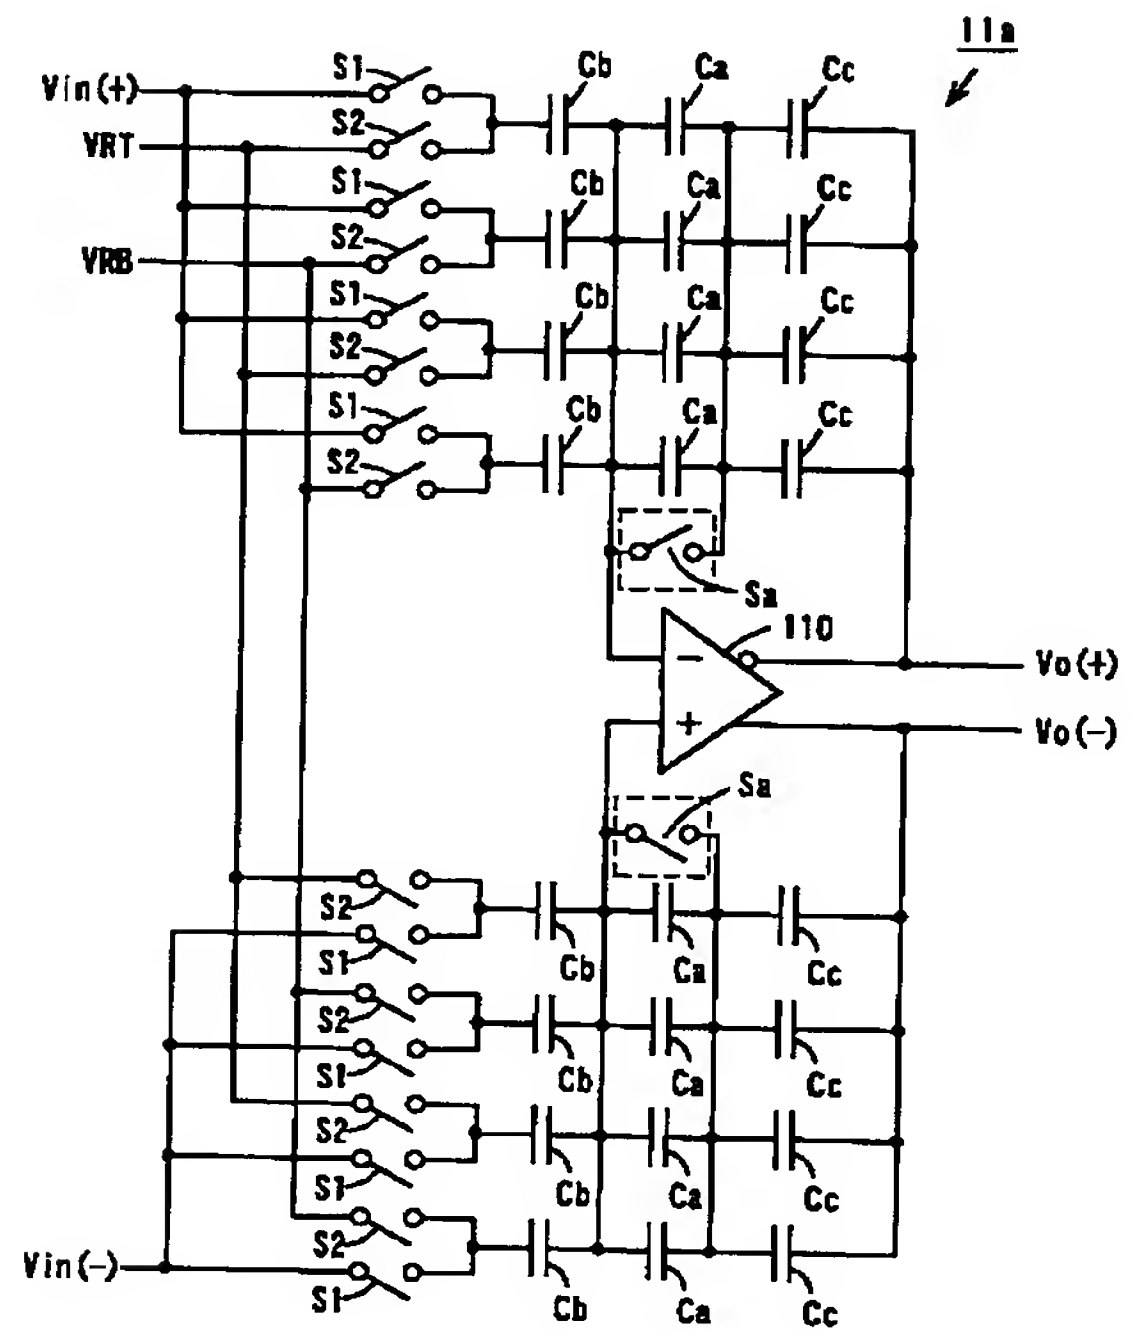 11a
Vin(+)
S1
Cb
Ca
Cc
VRT
S2
S1
Cb
Ca
Cc
VRB
S2
S1
Cb
Ca
Cc
S2
S1
Cb
Ca
Cc
S2
Sa
110
−
Vo(+)
+
Vo(−)
Sa
S2
S1
Cb
Ca
Cc
S2
S1
Cb
Ca
Cc
S2
S1
Cb
Ca
Cc
S2
Vin(−)
S1
Cb
Ca
Cc